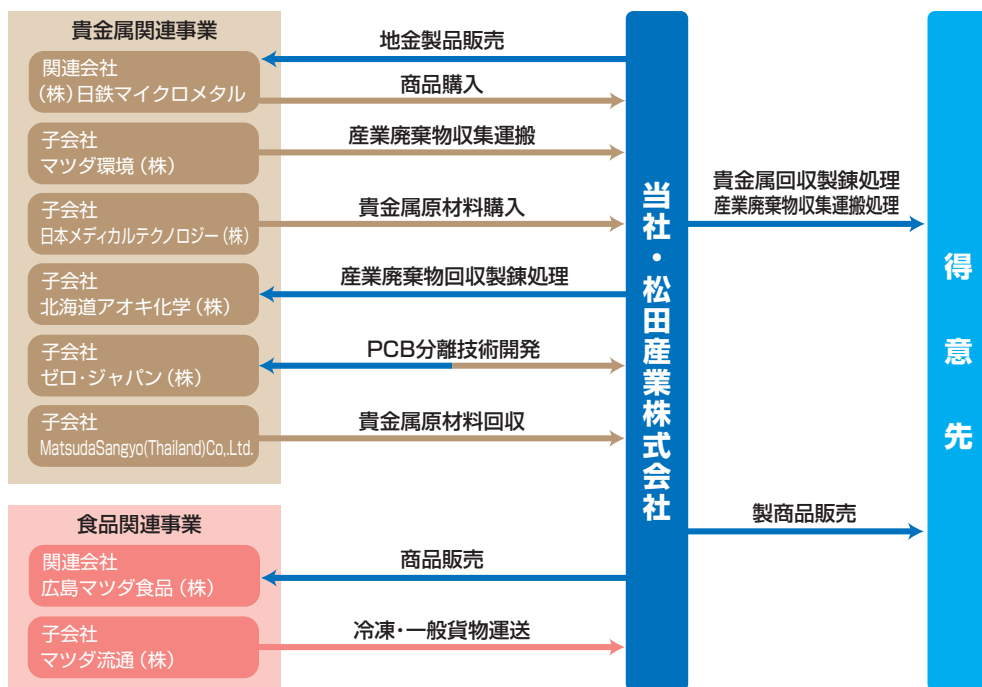 貴金属関連事業
関連会社
(株)日鉄マイクロメタル
子会社
マツダ環境(株)
子会社
日本メディカルテクノロジー(株)
子会社
北海道アオキ化学(株)
子会社
ゼロ・ジャパン(株)
子会社
MatsudaSangyo(Thailand)Co,.Ltd.
食品関連事業
関連会社
広島マツダ食品(株)
子会社
マツダ流通(株)
地金製品販売
商品購入
産業廃棄物収集運搬
貴金属原材料購入
産業廃棄物回収製錬処理
PCB分離技術開発
貴金属原材料回収
商品販売
冷凍・一般貨物運送
当社・松田産業株式会社
貴金属回収製錬処理
産業廃棄物収集運搬処理
製商品販売
得意先